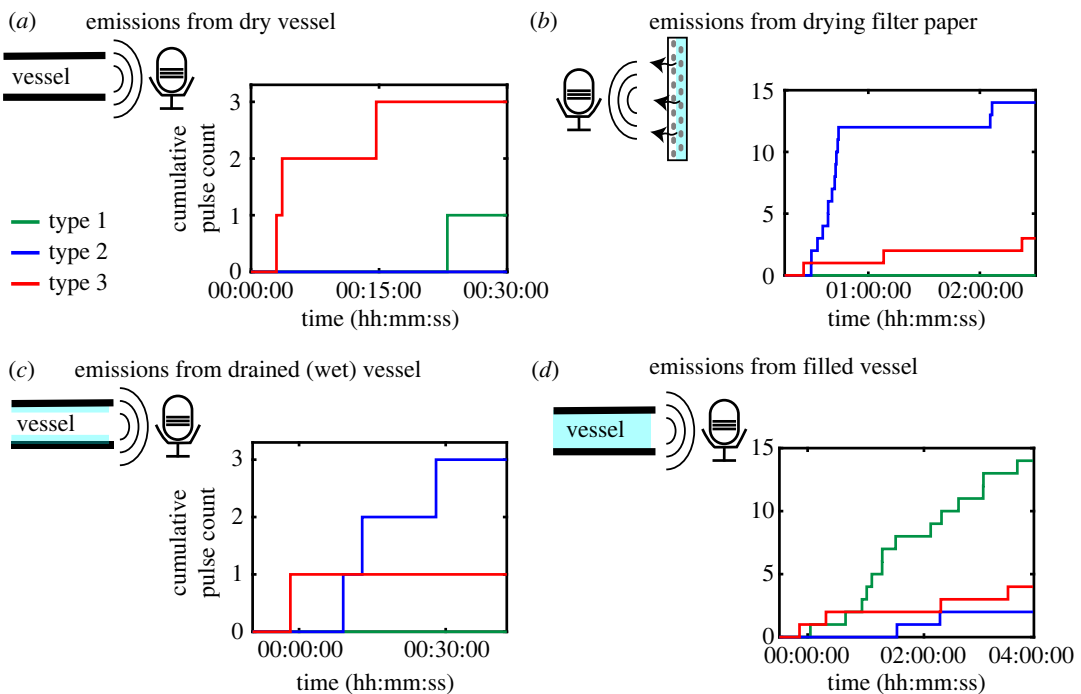 (a) emissions from dry vessel
vessel
cumulative
pulse count
3
2
1
0
00:00:00 00:15:00 00:30:00
time (hh:mm:ss)
type 1
type 2
type 3
(b) emissions from drying filter paper
15
10
5
0
01:00:00 02:00:00
time (hh:mm:ss)
(c) emissions from drained (wet) vessel
vessel
cumulative
pulse count
3
2
1
0
00:00:00 00:30:00
time (hh:mm:ss)
(d) emissions from filled vessel
vessel
15
10
5
0
00:00:00 02:00:00 04:00:00
time (hh:mm:ss)